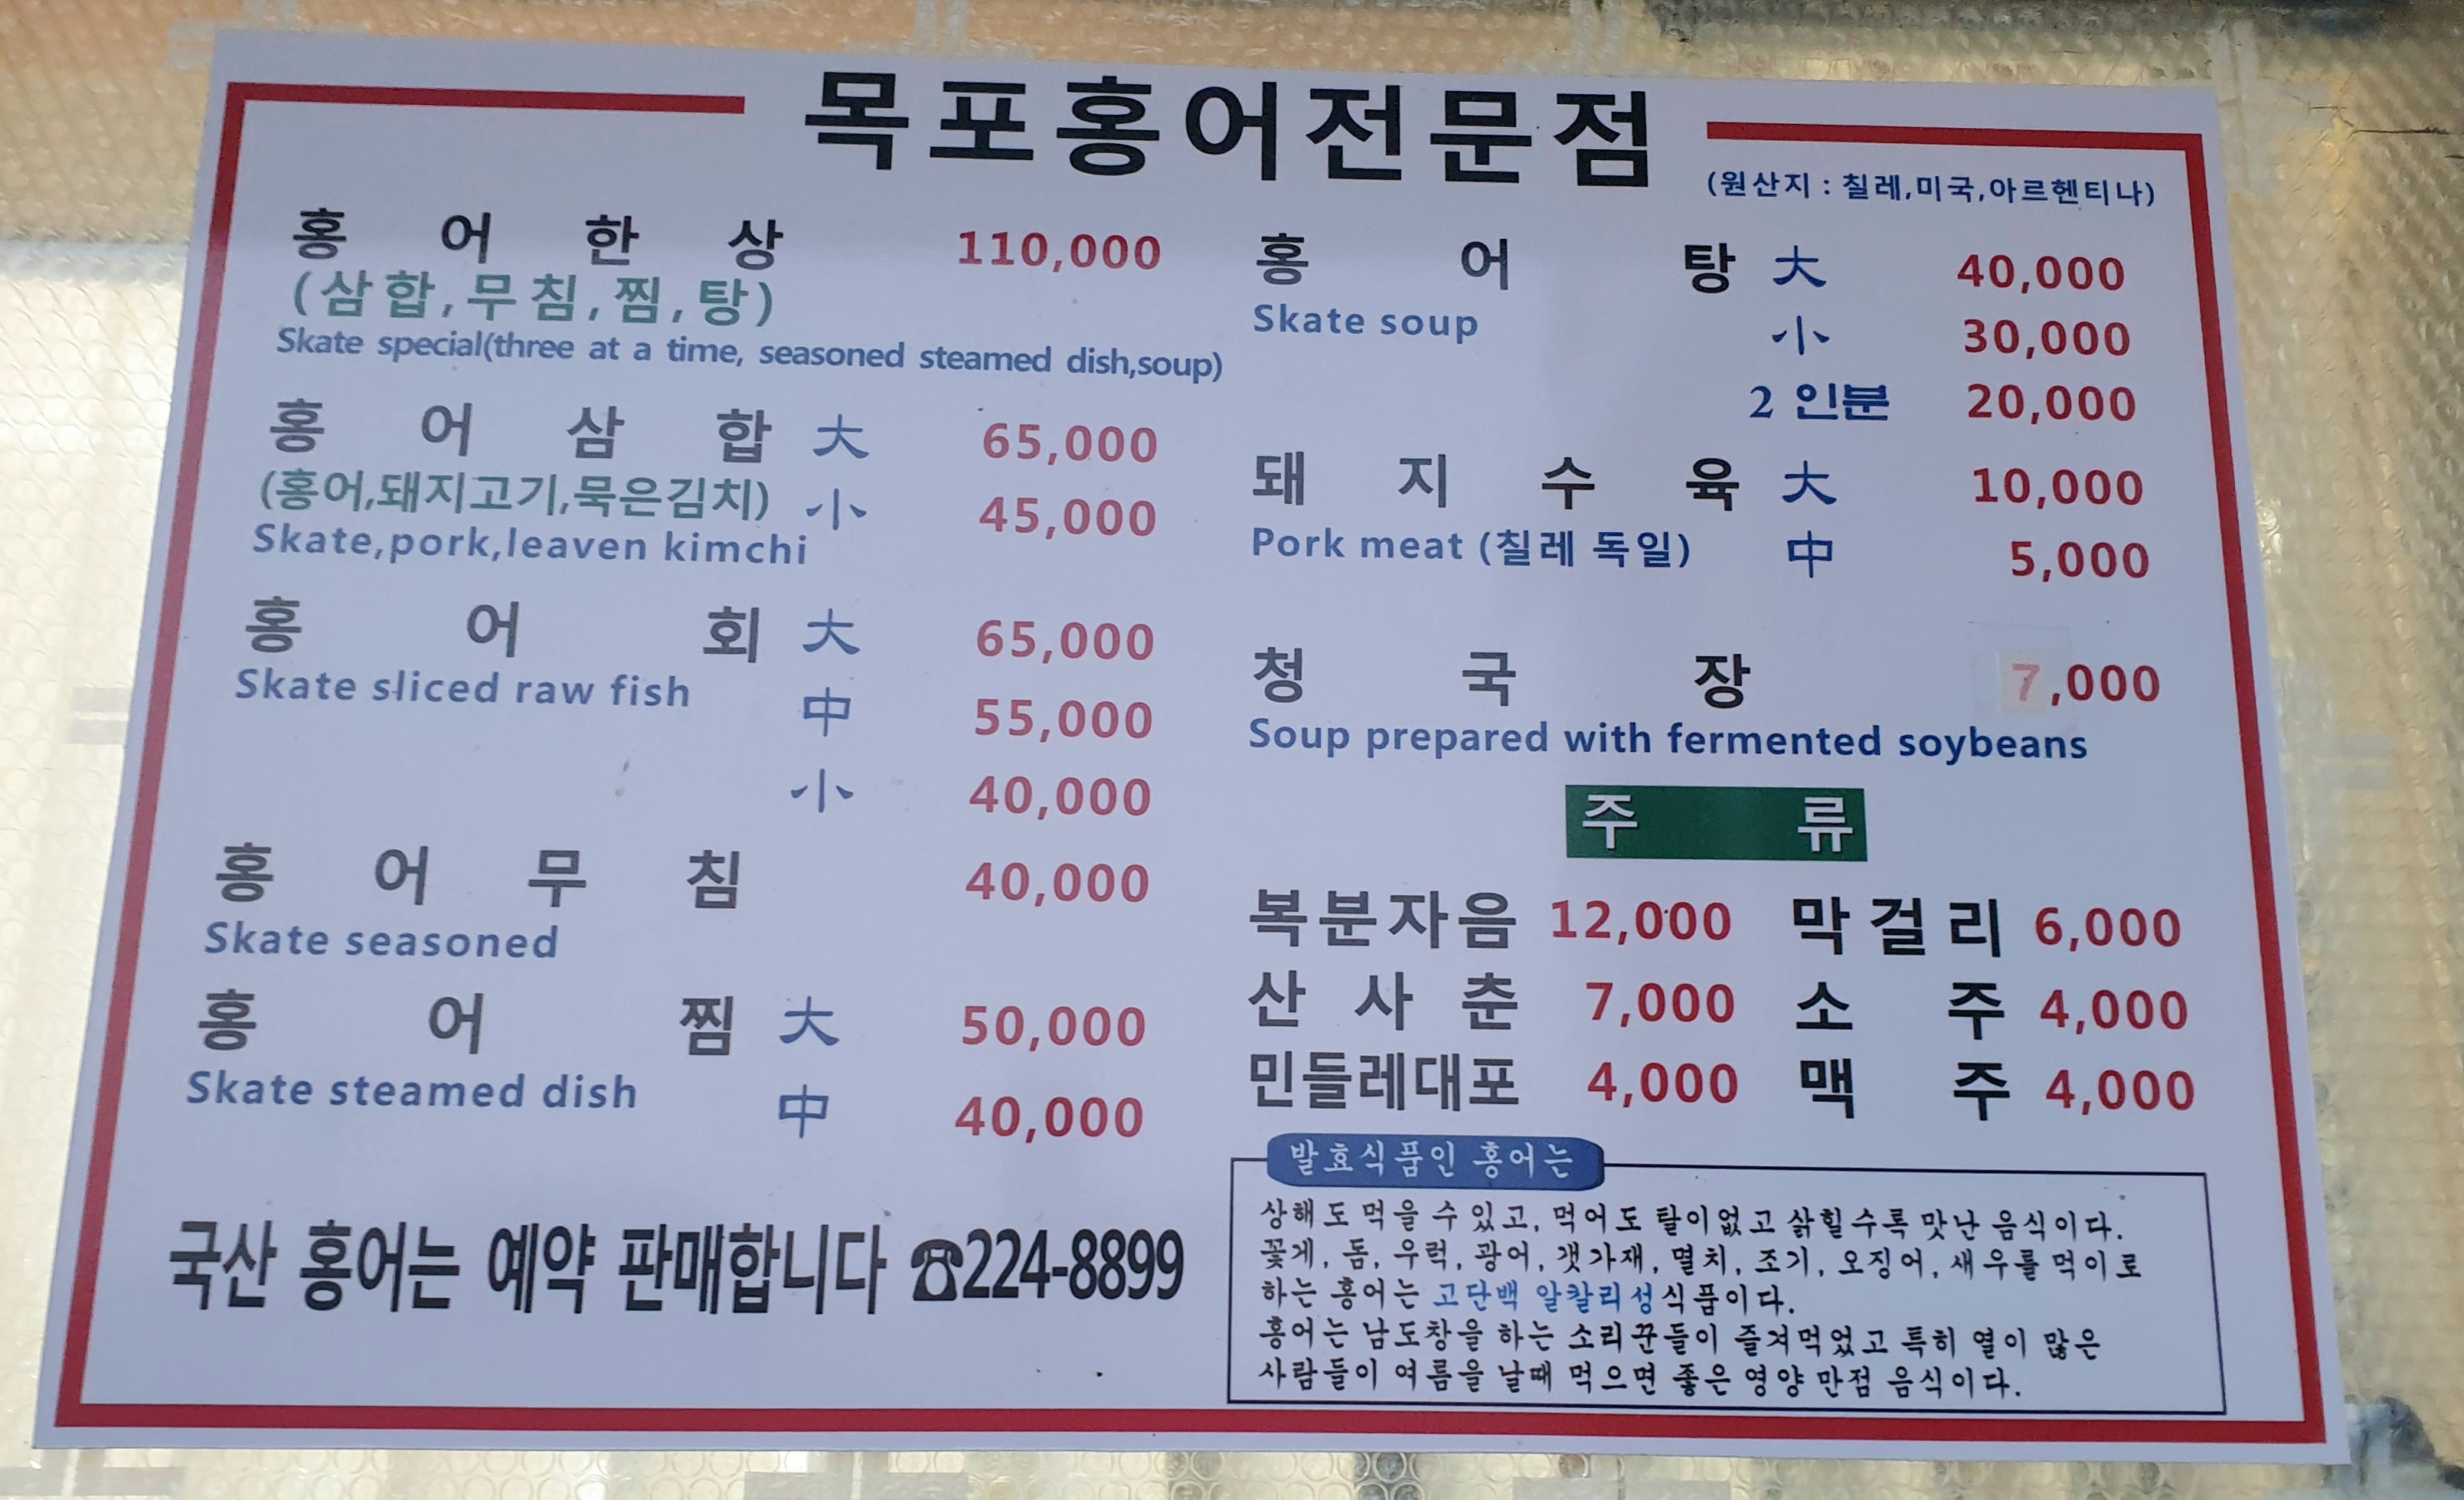 목포홍어전문점
(원산지 : 칠레,미국,아르헨티나)
홍어한상 110,000
(삼합,무침,찜,탕)
Skate special(three at a time, seasoned steamed dish,soup)
홍어삼합 大 65,000
(홍어,돼지고기,묵은김치) 小 45,000
Skate,pork,leaven kimchi
홍어회 大 65,000
Skate sliced raw fish
中 55,000
小 40,000
홍어무침 40,000
Skate seasoned
홍어찜 大 50,000
Skate steamed dish
中 40,000
국산 홍어는 예약 판매합니다 ☎224-8899
홍어탕 大 40,000
Skate soup 小 30,000
2 인분 20,000
돼지수육 大 10,000
Pork meat (칠레 독일) 中 5,000
청국장 7,000
Soup prepared with fermented soybeans
주류
복분자음 12,000 막걸리 6,000
산사춘 7,000 소주 4,000
민들레대포 4,000 맥주 4,000
발효식품인 홍어는
상해도 먹을 수 있고, 먹어도 탈이없고 삶힐수록 맛난 음식이다.
꽃게, 돔, 우럭, 광어, 갯가재, 멸치, 조기, 오징어, 새우를 먹이로
하는 홍어는 고단백 알칼리성식품이다.
홍어는 남도창을 하는 소리꾼들이 즐겨먹었고 특히 열이 많은
사람들이 여름을 날때 먹으면 좋은 영양 만점 음식이다.